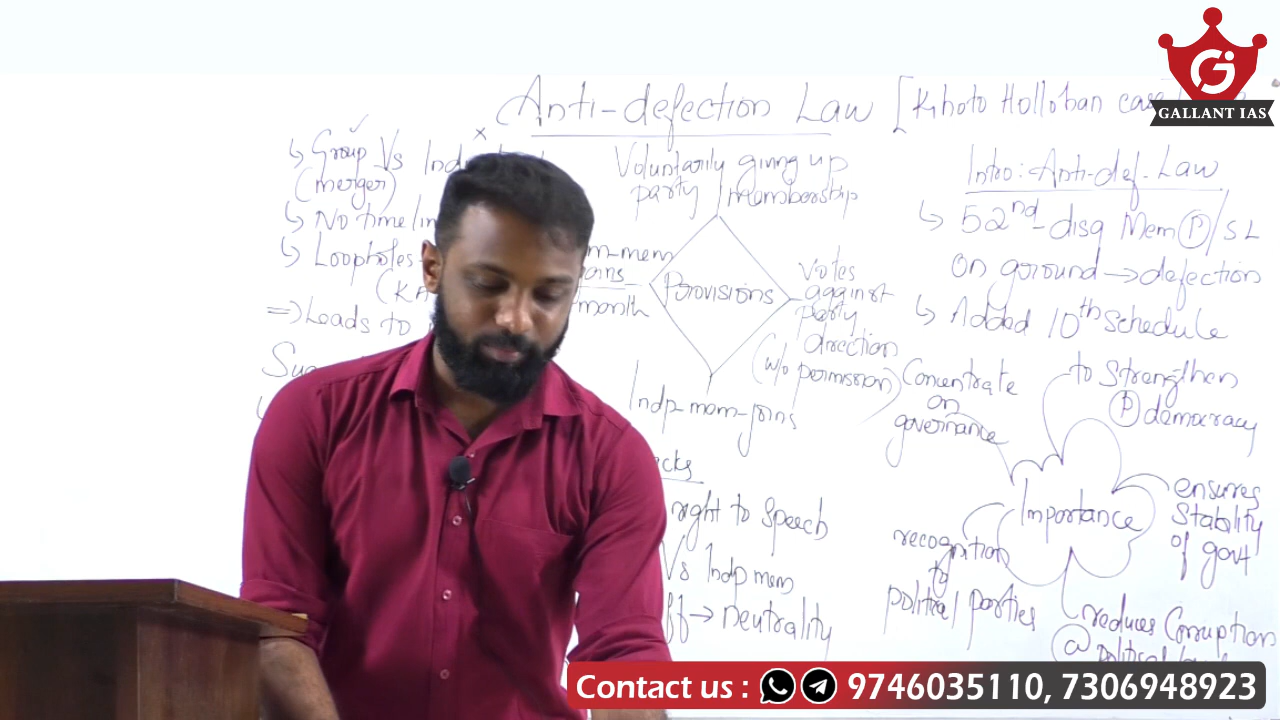 GALLANT IAS
Anti-defection Law [Kihoto Hollohan case
Group Vs
(merger)
No time
Loopholes
=> Leads to
Voluntarily giving up
party membership
Provisions
month
Votes
against
party
direction
(w/o permission)
Indp-mem-joins
right to speech
Vs Indp mem
→ neutrality
Intro: Anti-def. Law
52nd - disq Mem (P)/SL
on ground → defection
Added 10th schedule
Importance
to strengthen
(P) democracy
Concentrate
on
governance
ensures
stability
of govt
recognition
to
political parties
reduces corruption
@ political
Contact us : 9746035110, 7306948923